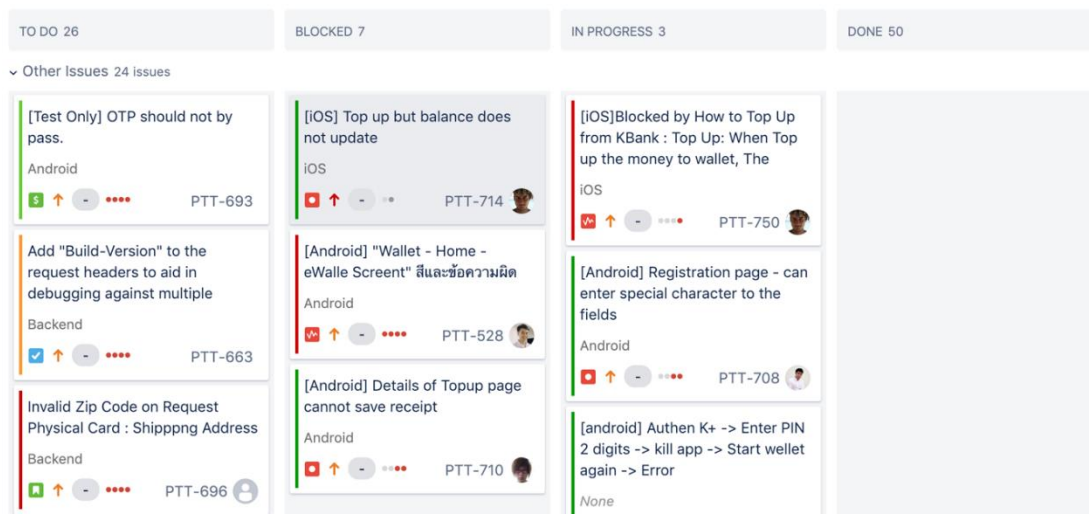 TO DO 26
BLOCKED 7
IN PROGRESS 3
DONE 50
Other Issues 24 issues
[Test Only] OTP should not by
pass.
Android
-
PTT-693
Add "Build-Version" to the
request headers to aid in
debugging against multiple
Backend
-
PTT-663
Invalid Zip Code on Request
Physical Card : Shipppng Address
Backend
-
PTT-696
[iOS] Top up but balance does
not update
iOS
-
PTT-714
[Android] "Wallet - Home -
eWalle Screent" สีและข้อความผิด
Android
-
PTT-528
[Android] Details of Topup page
cannot save receipt
Android
-
PTT-710
[iOS]Blocked by How to Top Up
from KBank : Top Up: When Top
up the money to wallet, The
iOS
-
PTT-750
[Android] Registration page - can
enter special character to the
fields
Android
-
PTT-708
[android] Authen K+ -> Enter PIN
2 digits -> kill app -> Start wellet
again -> Error
None